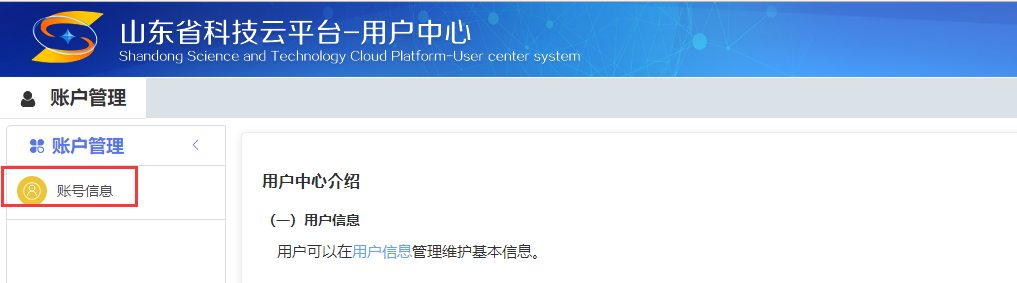 山东省科技云平台-用户中心
Shandong Science and Technology Cloud Platform-User center system
账户管理
账户管理
账号信息
用户中心介绍
（一）用户信息
用户可以在用户信息管理维护基本信息。